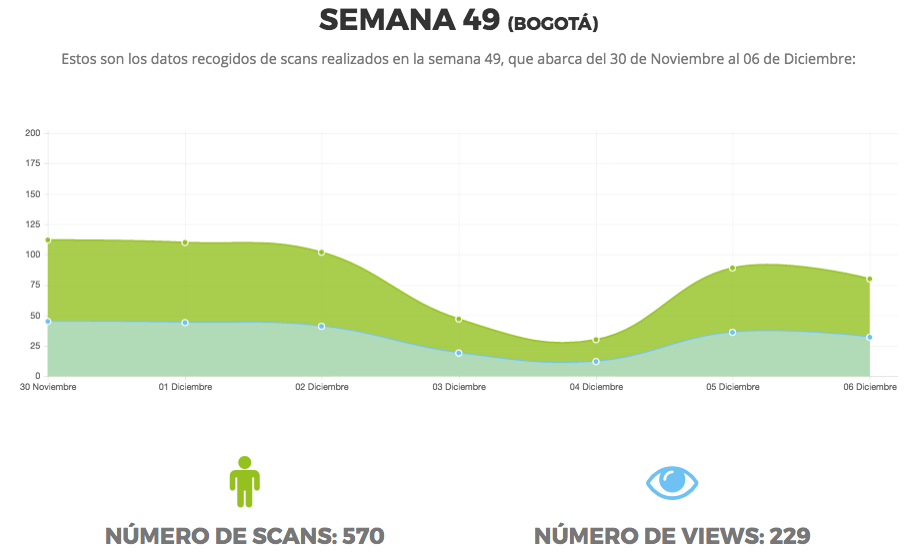 SEMANA 49 (BOGOTÁ)
Estos son los datos recogidos de scans realizados en la semana 49, que abarca del 30 de Noviembre al 06 de Diciembre:
200
175
150
125
100
75
50
25
0
30 Noviembre 01 Diciembre 02 Diciembre 03 Diciembre 04 Diciembre 05 Diciembre 06 Diciembre
NÚMERO DE SCANS: 570 NÚMERO DE VIEWS: 229